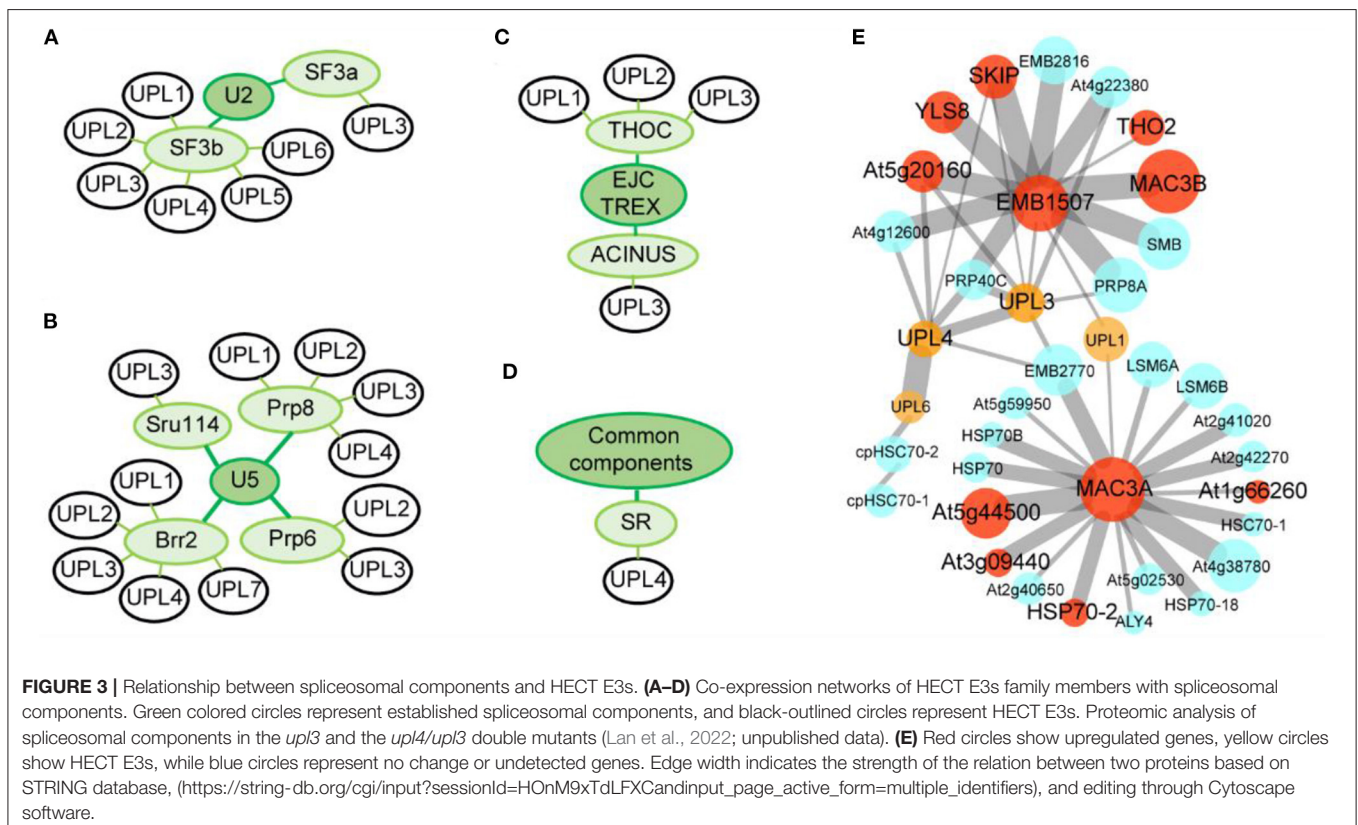 A
U2
SF3a
UPL1
UPL2
SF3b
UPL3
UPL6
UPL3
UPL4
UPL5
B
UPL3
UPL1
UPL2
Sru114
Prp8
UPL3
UPL4
U5
UPL1
UPL2
Brr2
Prp6
UPL2
UPL3
UPL3
UPL4
UPL7
C
UPL1
UPL2
UPL3
THOC
EJC
TREX
ACINUS
UPL3
D
Common
components
SR
UPL4
E
SKIP
EMB2816
At4g22380
YLS8
THO2
At5g20160
MAC3B
EMB1507
At4g12600
SMB
PRP40C
PRP8A
UPL3
UPL4
UPL1
EMB2770
LSM6A
LSM6B
UPL6
At5g59950
At2g41020
HSP70B
cpHSC70-2
At2g42270
HSP70
MAC3A
At1g66260
cpHSC70-1
At5g44500
HSC70-1
At3g09440
At4g38780
At2g40650
At5g02530
HSP70-18
HSP70-2
ALY4
FIGURE 3 | Relationship between spliceosomal components and HECT E3s. (A–D) Co-expression networks of HECT E3s family members with spliceosomal
components. Green colored circles represent established spliceosomal components, and black-outlined circles represent HECT E3s. Proteomic analysis of
spliceosomal components in the upl3 and the upl4/upl3 double mutants (Lan et al., 2022; unpublished data). (E) Red circles show upregulated genes, yellow circles
show HECT E3s, while blue circles represent no change or undetected genes. Edge width indicates the strength of the relation between two proteins based on
STRING database, (https://string-db.org/cgi/input?sessionId=HOnM9xTdLFXCandinput_page_active_form=multiple_identifiers), and editing through Cytoscape
software.